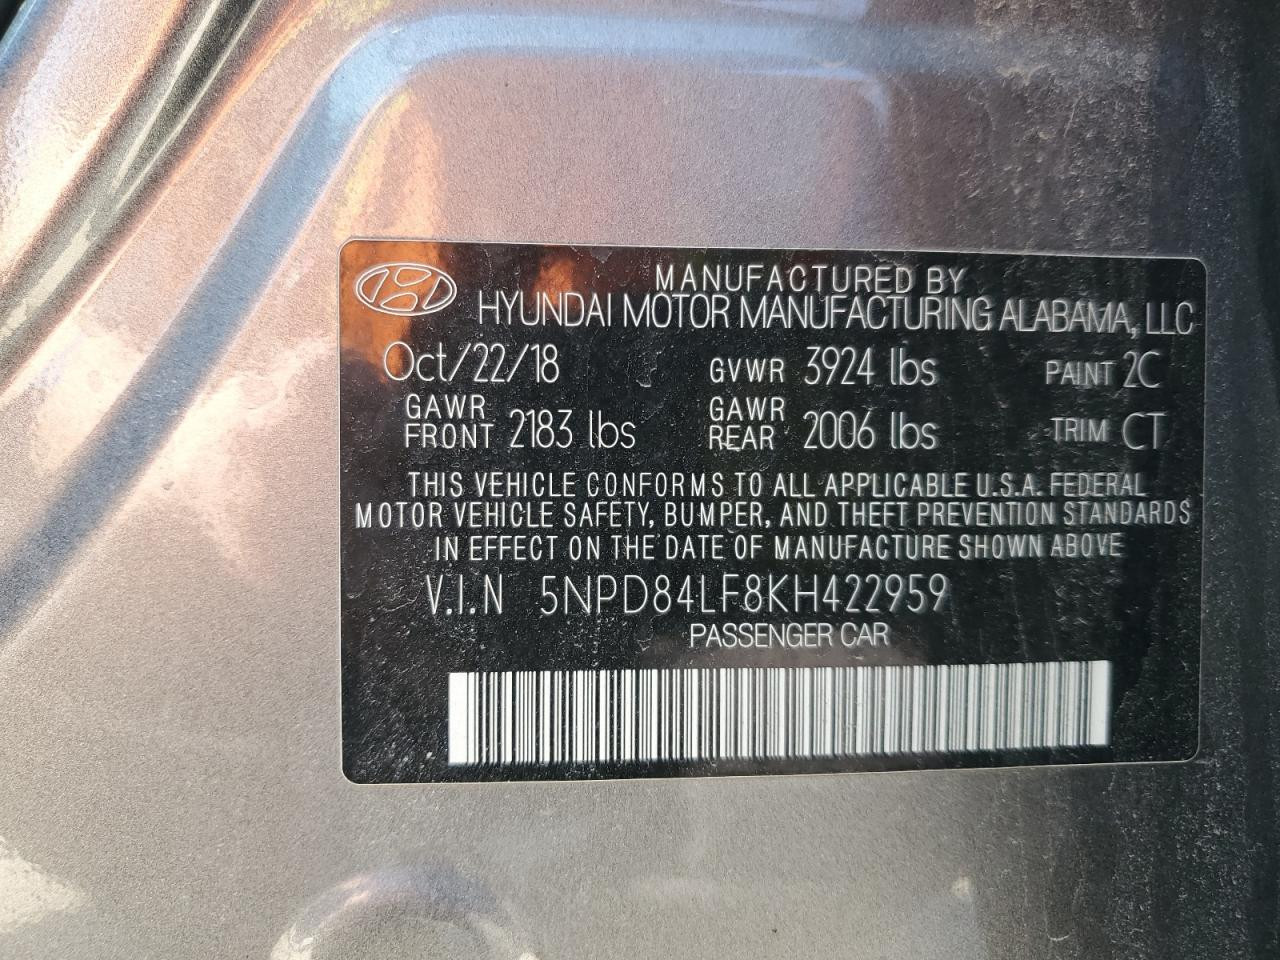 MANUFACTURED BY
HYUNDAI MOTOR MANUFACTURING ALABAMA, LLC
Oct/22/18 GVWR 3924 lbs PAINT 2C
GAWR FRONT 2183 lbs GAWR REAR 2006 lbs TRIM CT
THIS VEHICLE CONFORMS TO ALL APPLICABLE U.S.A. FEDERAL
MOTOR VEHICLE SAFETY, BUMPER, AND THEFT PREVENTION STANDARDS
IN EFFECT ON THE DATE OF MANUFACTURE SHOWN ABOVE
V.I.N 5NPD84LF8KH422959
PASSENGER CAR